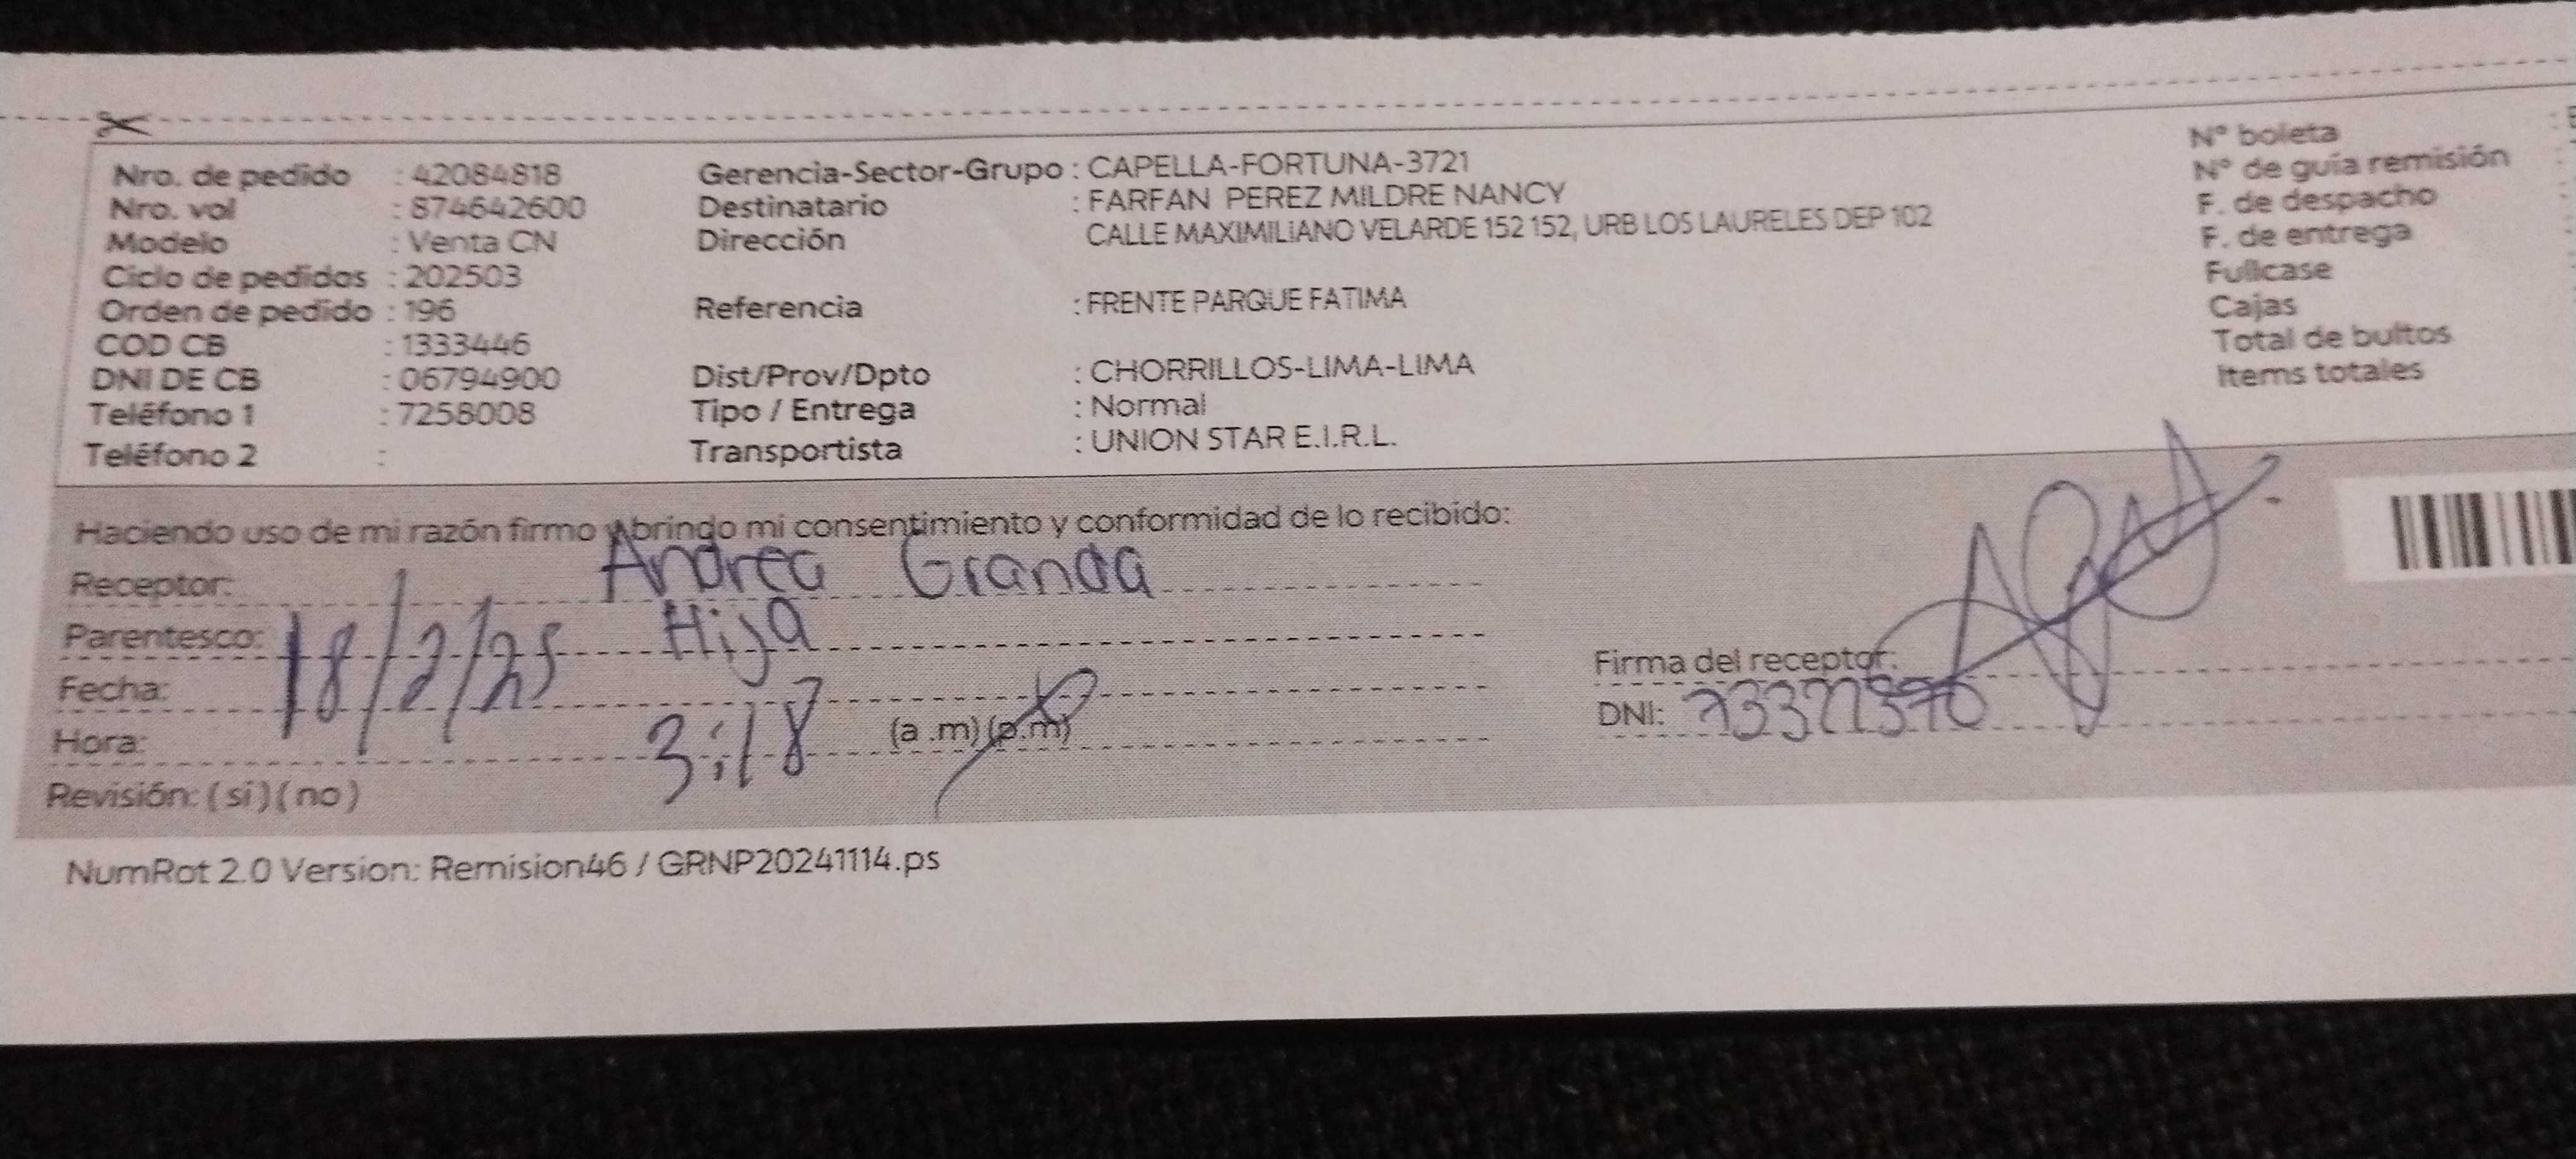 Nro. de pedido : 42084818
Nro. vol : 874642600
Modelo : Venta CN
Ciclo de pedidos : 202503
Orden de pedido : 196
COD CB : 1333446
DNI DE CB : 06794900
Teléfono 1 : 7258008
Teléfono 2 :
Gerencia-Sector-Grupo : CAPELLA-FORTUNA-3721
Destinatario : FARFAN PEREZ MILDRE NANCY
Dirección CALLE MAXIMILIANO VELARDE 152 152, URB LOS LAURELES DEP 102
Referencia : FRENTE PARQUE FATIMA
Dist/Prov/Dpto : CHORRILLOS-LIMA-LIMA
Tipo / Entrega : Normal
Transportista : UNION STAR E.I.R.L.
N° boleta
N° de guía remisión
F. de despacho
F. de entrega
Fullcase
Cajas
Total de bultos
Items totales
Haciendo uso de mi razón firmo y brindo mi consentimiento y conformidad de lo recibido:
Receptor: Andrea Granda
Parentesco: Hija
Fecha: 18/2/25
Hora: 3:18 (a .m) (p.m)
Revisión: ( si ) ( no )
Firma del receptor:
DNI:
NumRot 2.0 Version: Remision46 / GRNP20241114.ps